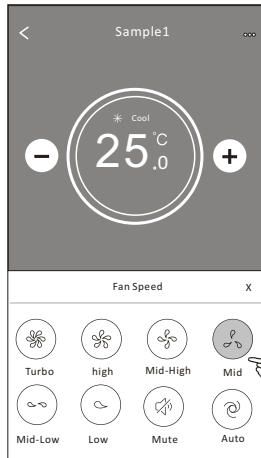 Sample1
Cool
25.0°C
Fan Speed X
Turbo high Mid-High Mid
Mid-Low Low Mute Auto